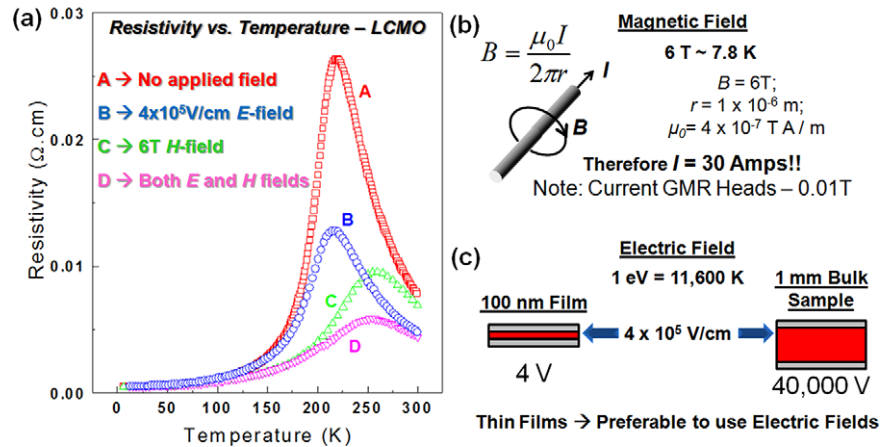 (a)
Resistivity vs. Temperature – LCMO
A → No applied field
B → 4x10⁵V/cm E-field
C → 6T H-field
D → Both E and H fields
A
B
C
D
0.03
0.02
0.01
0.00
Resistivity (Ω.cm)
0 50 100 150 200 250 300
Temperature (K)
(b)
Magnetic Field
B = μ₀I / 2πr
I
B
6 T ~ 7.8 K
B = 6T;
r = 1 x 10⁻⁶ m;
μ₀= 4 x 10⁻⁷ T A / m
Therefore I = 30 Amps!!
Note: Current GMR Heads – 0.01T
(c)
Electric Field
1 eV = 11,600 K
100 nm Film
1 mm Bulk
Sample
4 x 10⁵ V/cm
4 V
40,000 V
Thin Films → Preferable to use Electric Fields